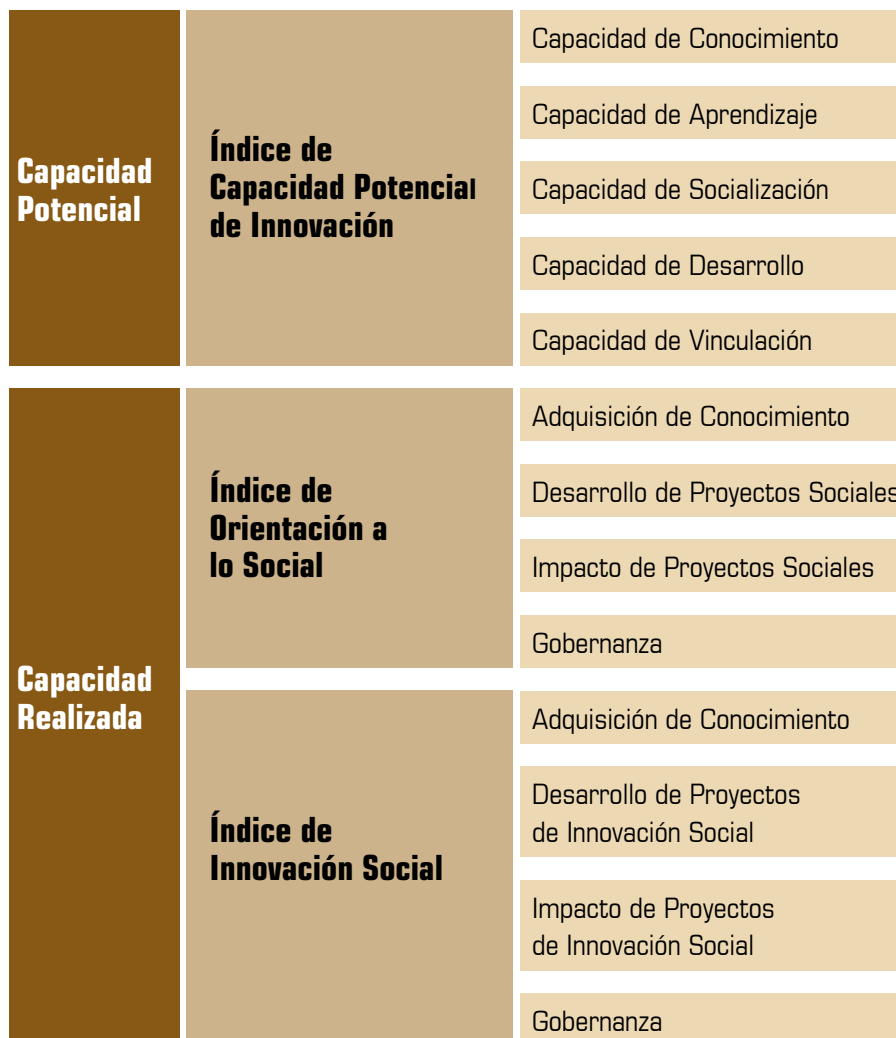 Capacidad
Potencial
Índice de
Capacidad Potencial
de Innovación
Capacidad de Conocimiento
Capacidad de Aprendizaje
Capacidad de Socialización
Capacidad de Desarrollo
Capacidad de Vinculación
Capacidad
Realizada
Índice de
Orientación a
lo Social
Adquisición de Conocimiento
Desarrollo de Proyectos Sociales
Impacto de Proyectos Sociales
Gobernanza
Índice de
Innovación Social
Adquisición de Conocimiento
Desarrollo de Proyectos
de Innovación Social
Impacto de Proyectos
de Innovación Social
Gobernanza